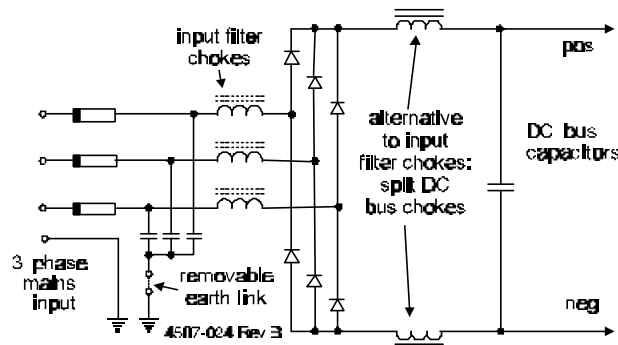 input filter
chokes
pos
alternative
to input
filter chokes:
split DC
bus chokes
DC bus
capacitors
3 phase
mains
input
removable
earth link
neg
4507-024 Rev B